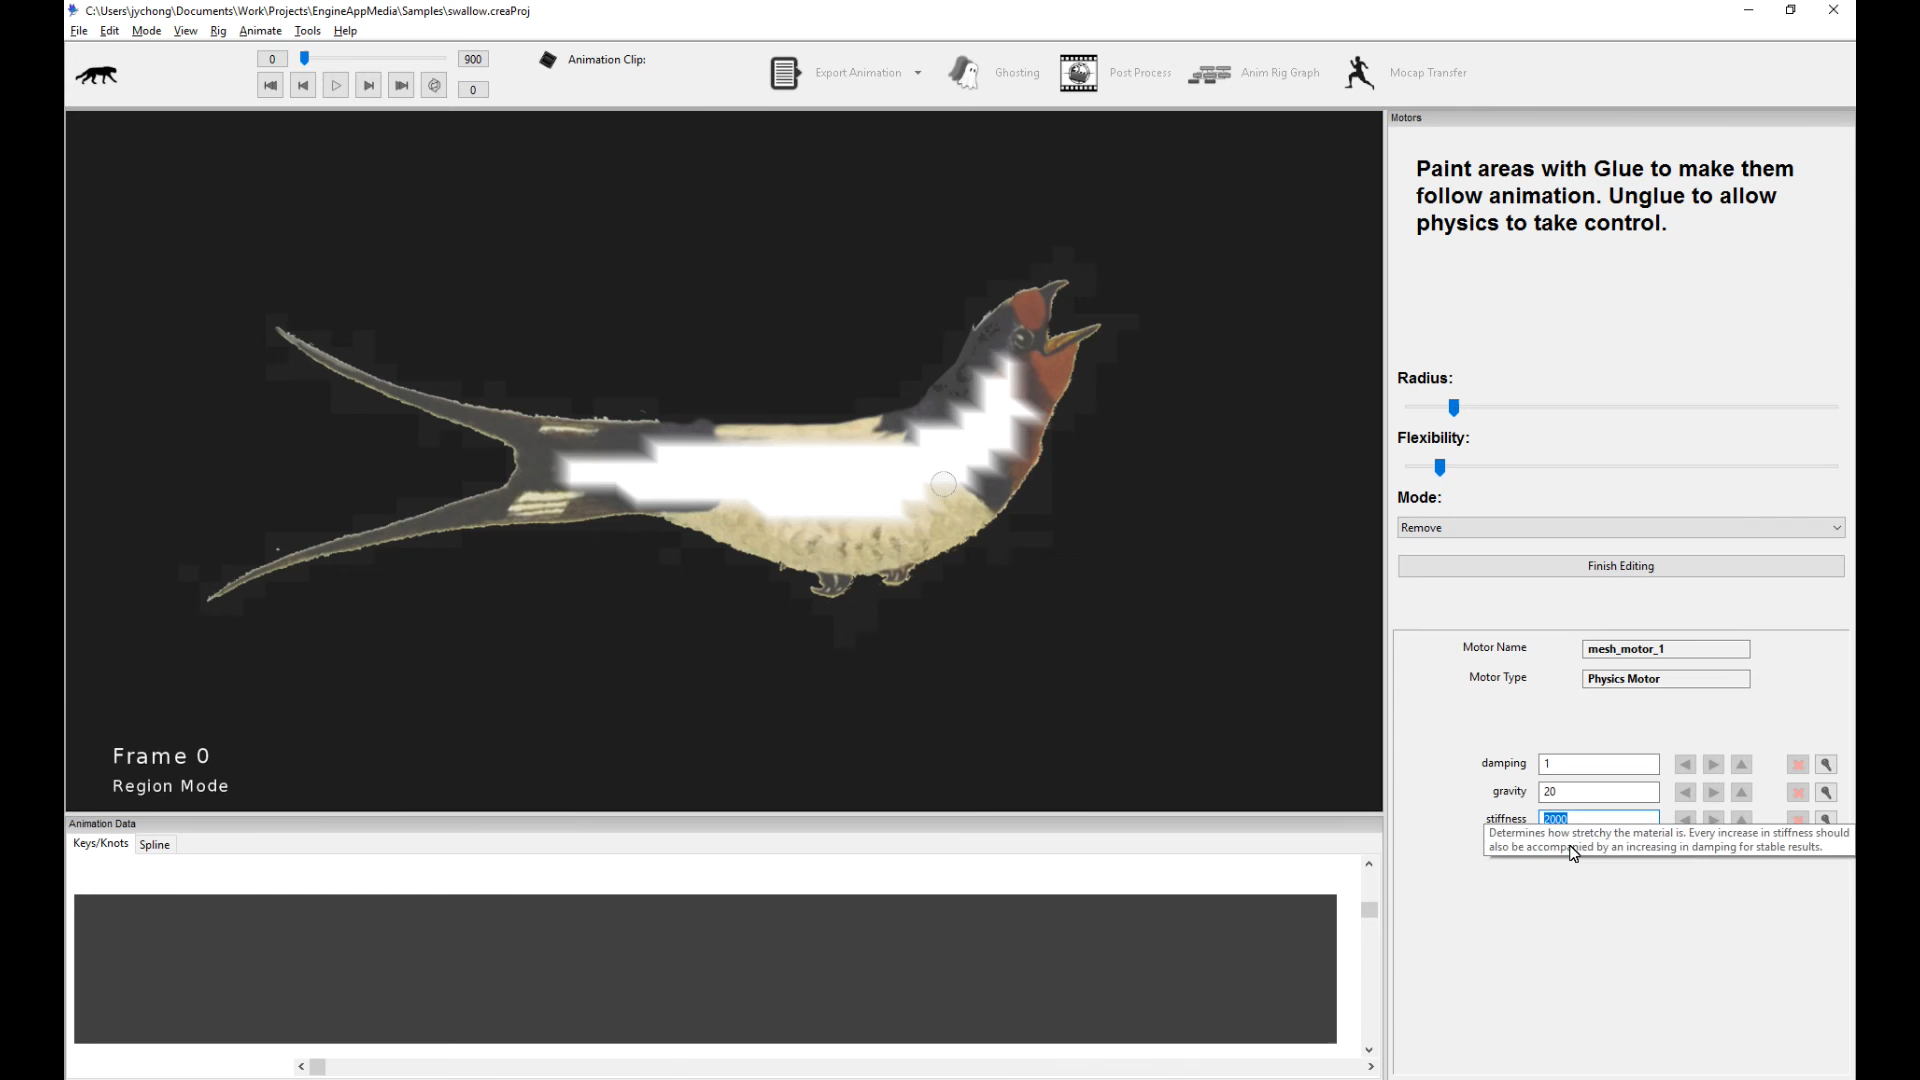 C:\Users\jychong\Documents\Work\Projects\EngineAppMedia\Samples\swallow.creaProj
File Edit Mode View Rig Animate Tools Help
0 900 Animation Clip:
Export Animation Ghosting Post Process Anim Rig Graph Mocap Transfer
0
Motors
Paint areas with Glue to make them
follow animation. Unglue to allow
physics to take control.
Radius:
Flexibility:
Mode:
Remove
Finish Editing
Motor Name mesh_motor_1
Motor Type Physics Motor
damping 1
gravity 20
stiffness 2000
Determines how stretchy the material is. Every increase in stiffness should
also be accompanied by an increasing in damping for stable results.
Frame 0
Region Mode
Animation Data
Keys/Knots Spline